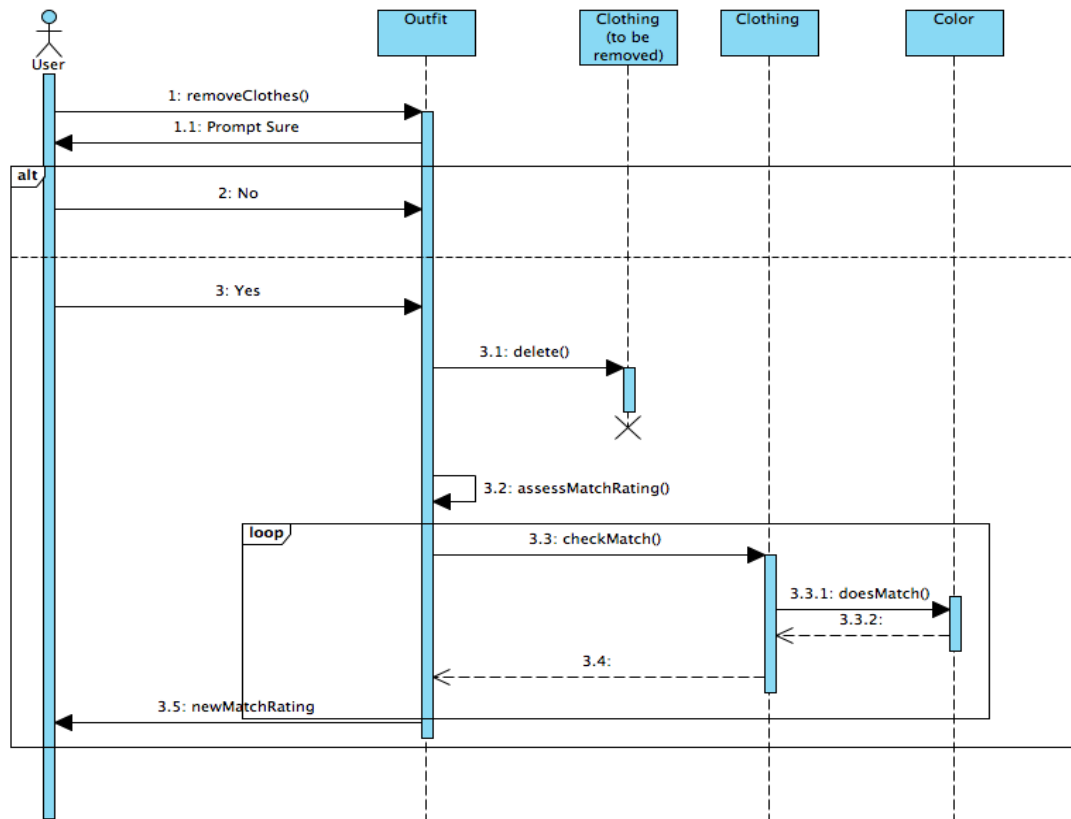 User
Outfit
Clothing
(to be
removed)
Clothing
Color
1: removeClothes()
1.1: Prompt Sure
alt
2: No
3: Yes
3.1: delete()
3.2: assessMatchRating()
loop
3.3: checkMatch()
3.3.1: doesMatch()
3.3.2:
3.4:
3.5: newMatchRating